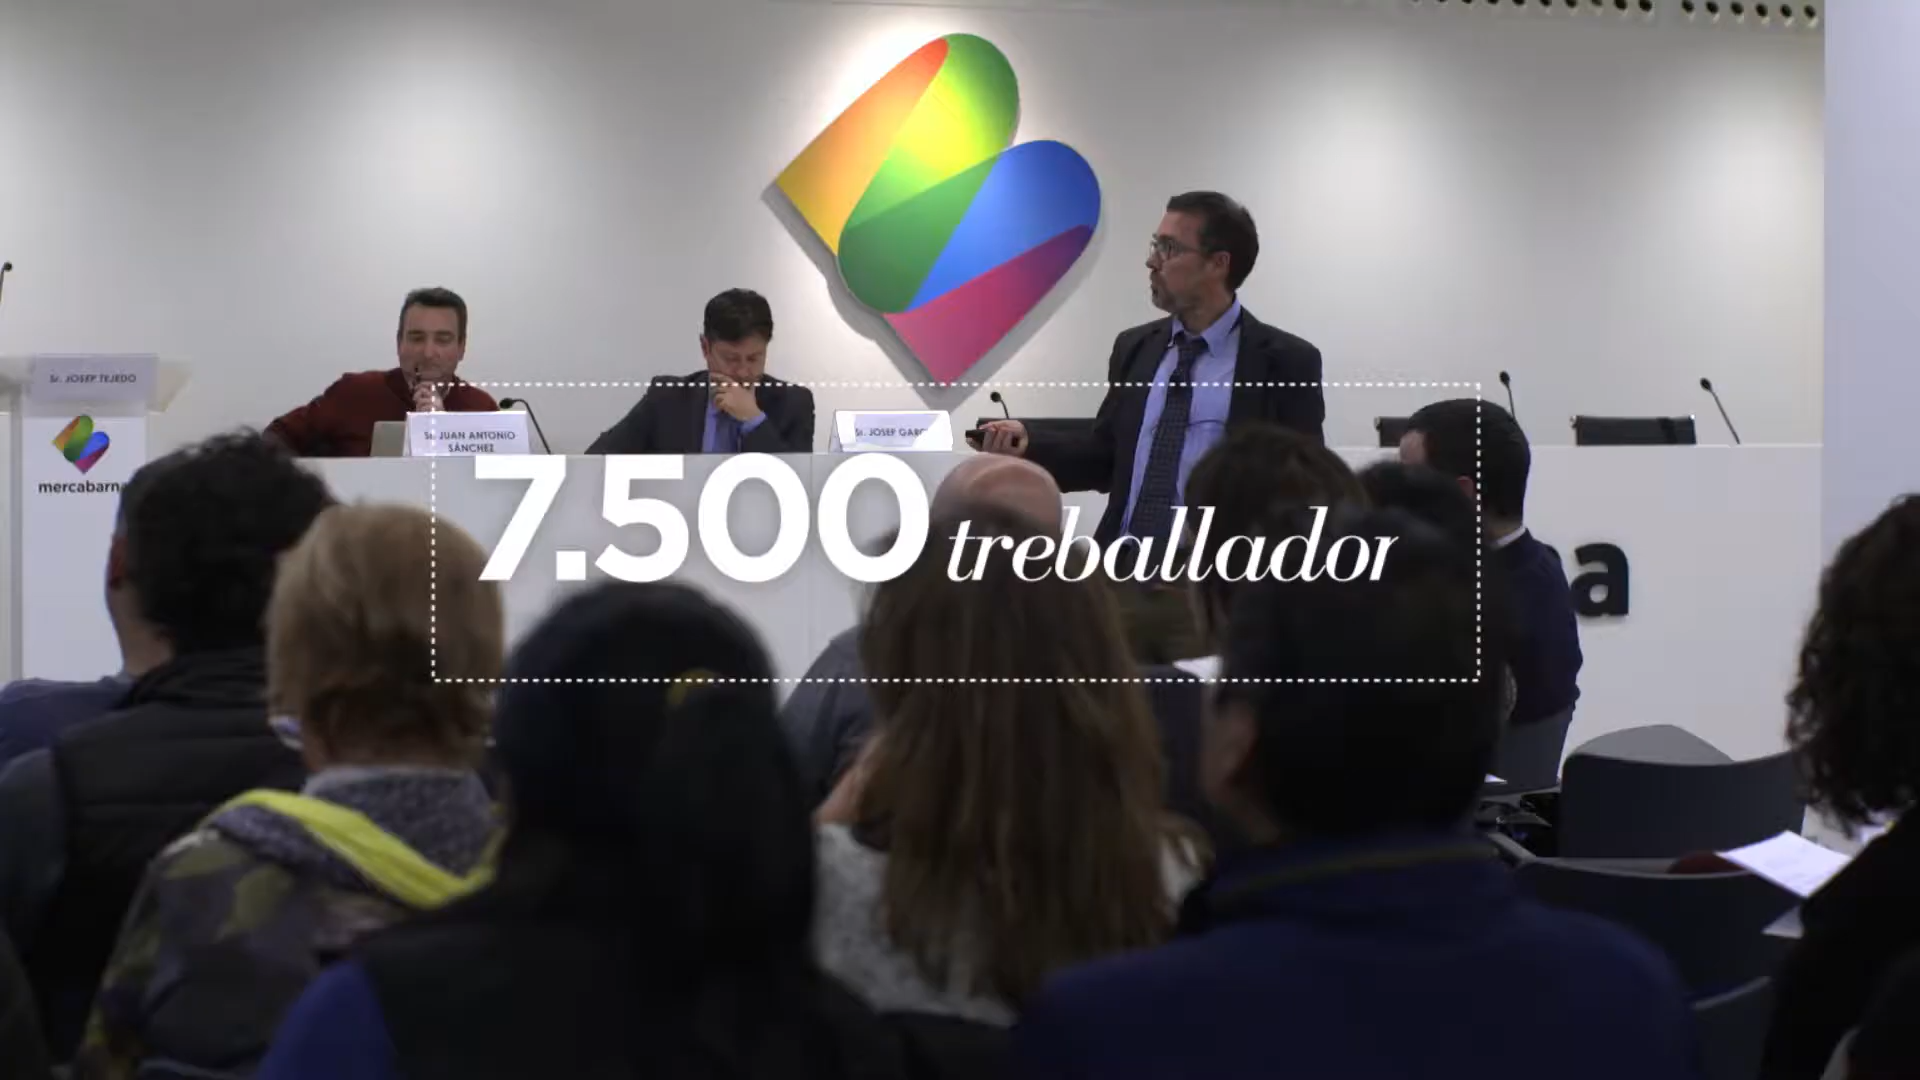 Sr. JOSEP TEJEDO
mercabarna
Sr. JUAN ANTONIO
SÁNCHEZ
Sr. JOSEP GARC
7.500 treballador
a